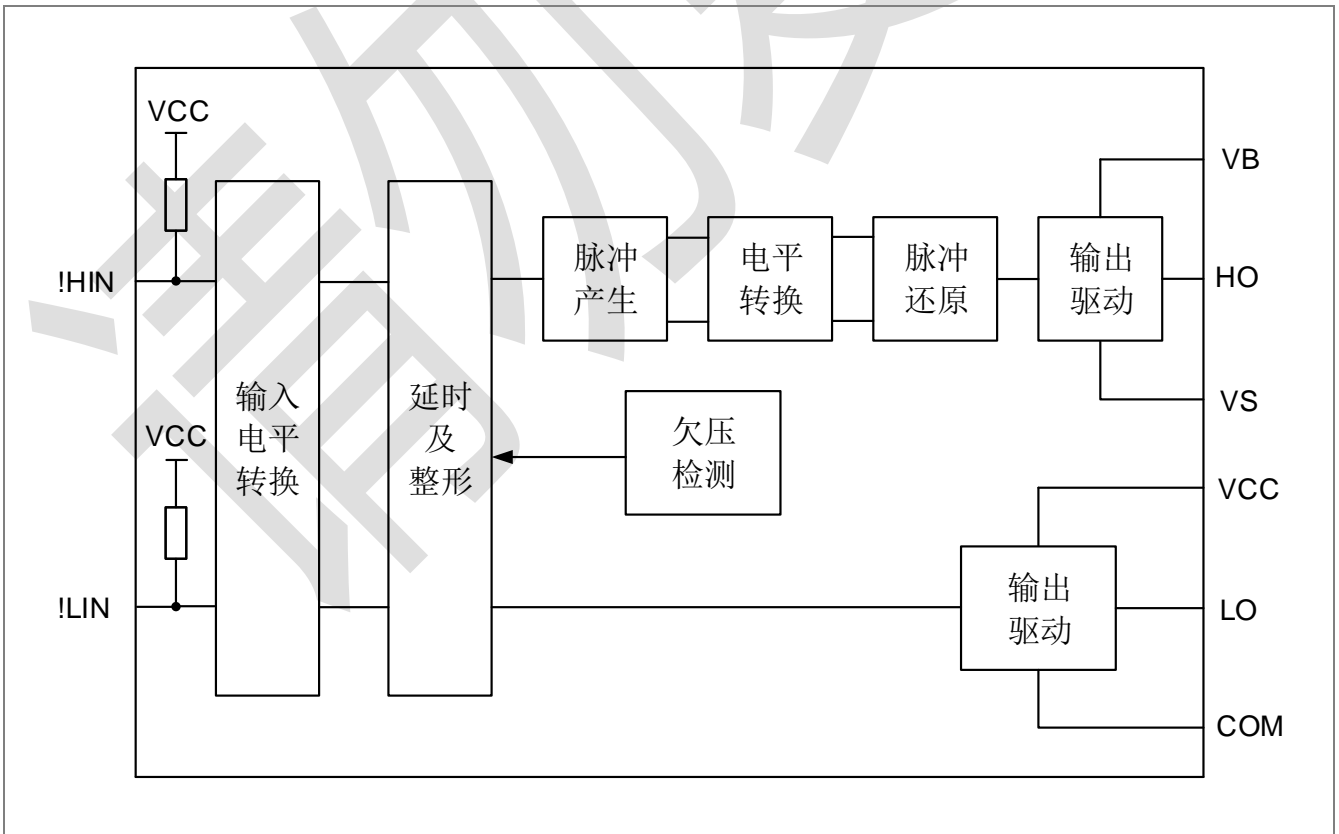 VCC
!HIN
VCC
!LIN
输入
电平
转换
延时
及
整形
脉冲
产生
电平
转换
脉冲
还原
输出
驱动
欠压
检测
输出
驱动
VB
HO
VS
VCC
LO
COM
请勿